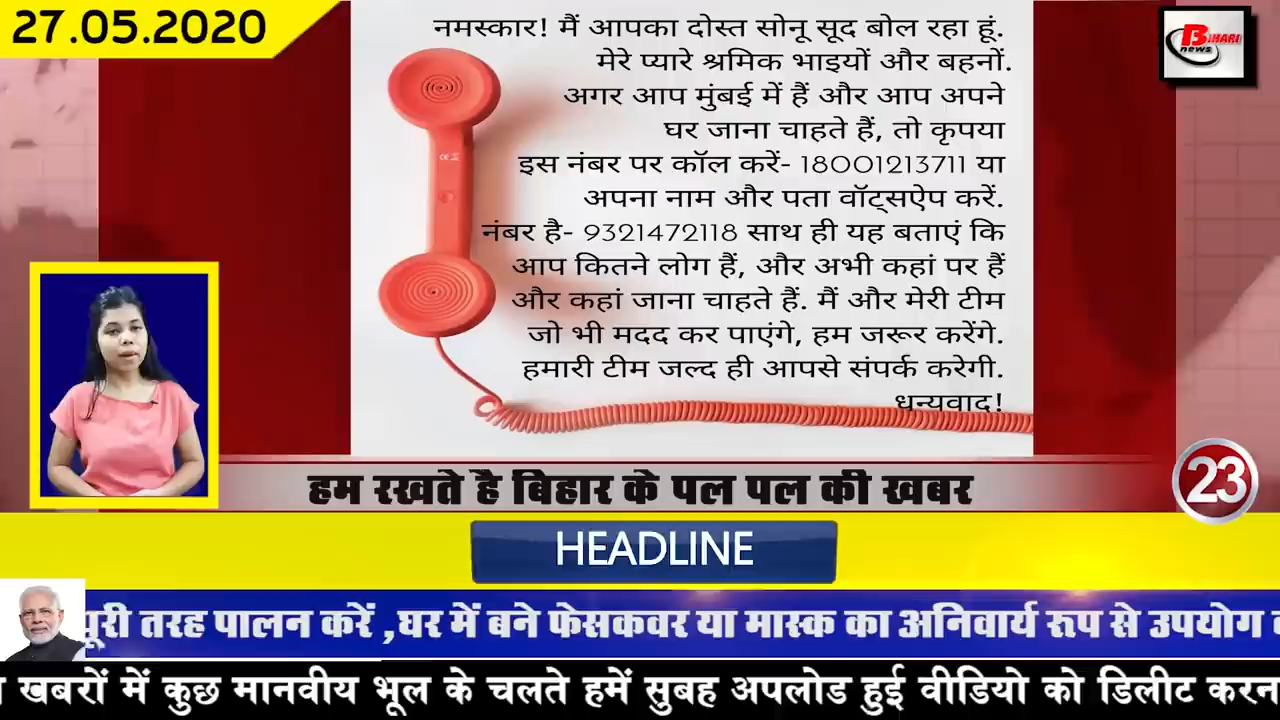 27.05.2020
BIHARI
news
नमस्कार! मैं आपका दोस्त सोनू सूद बोल रहा हूं.
मेरे प्यारे श्रमिक भाइयों और बहनों.
अगर आप मुंबई में हैं और आप अपने
घर जाना चाहते हैं, तो कृपया
इस नंबर पर कॉल करें- 18001213711 या
अपना नाम और पता वॉट्सऐप करें.
नंबर है- 9321472118 साथ ही यह बताएं कि
आप कितने लोग हैं, और अभी कहां पर हैं
और कहां जाना चाहते हैं. मैं और मेरी टीम
जो भी मदद कर पाएंगे, हम जरूर करेंगे.
हमारी टीम जल्द ही आपसे संपर्क करेगी.
धन्यवाद!
हम रखते है बिहार के पल पल की खबर
23
HEADLINE
तरह पालन करें ,घर में बने फेसकवर या मास्क का अनिवार्य रूप से उपयोग
खबरों में कुछ मानवीय भूल के चलते हमें सुबह अपलोड हुई वीडियो को डिलीट